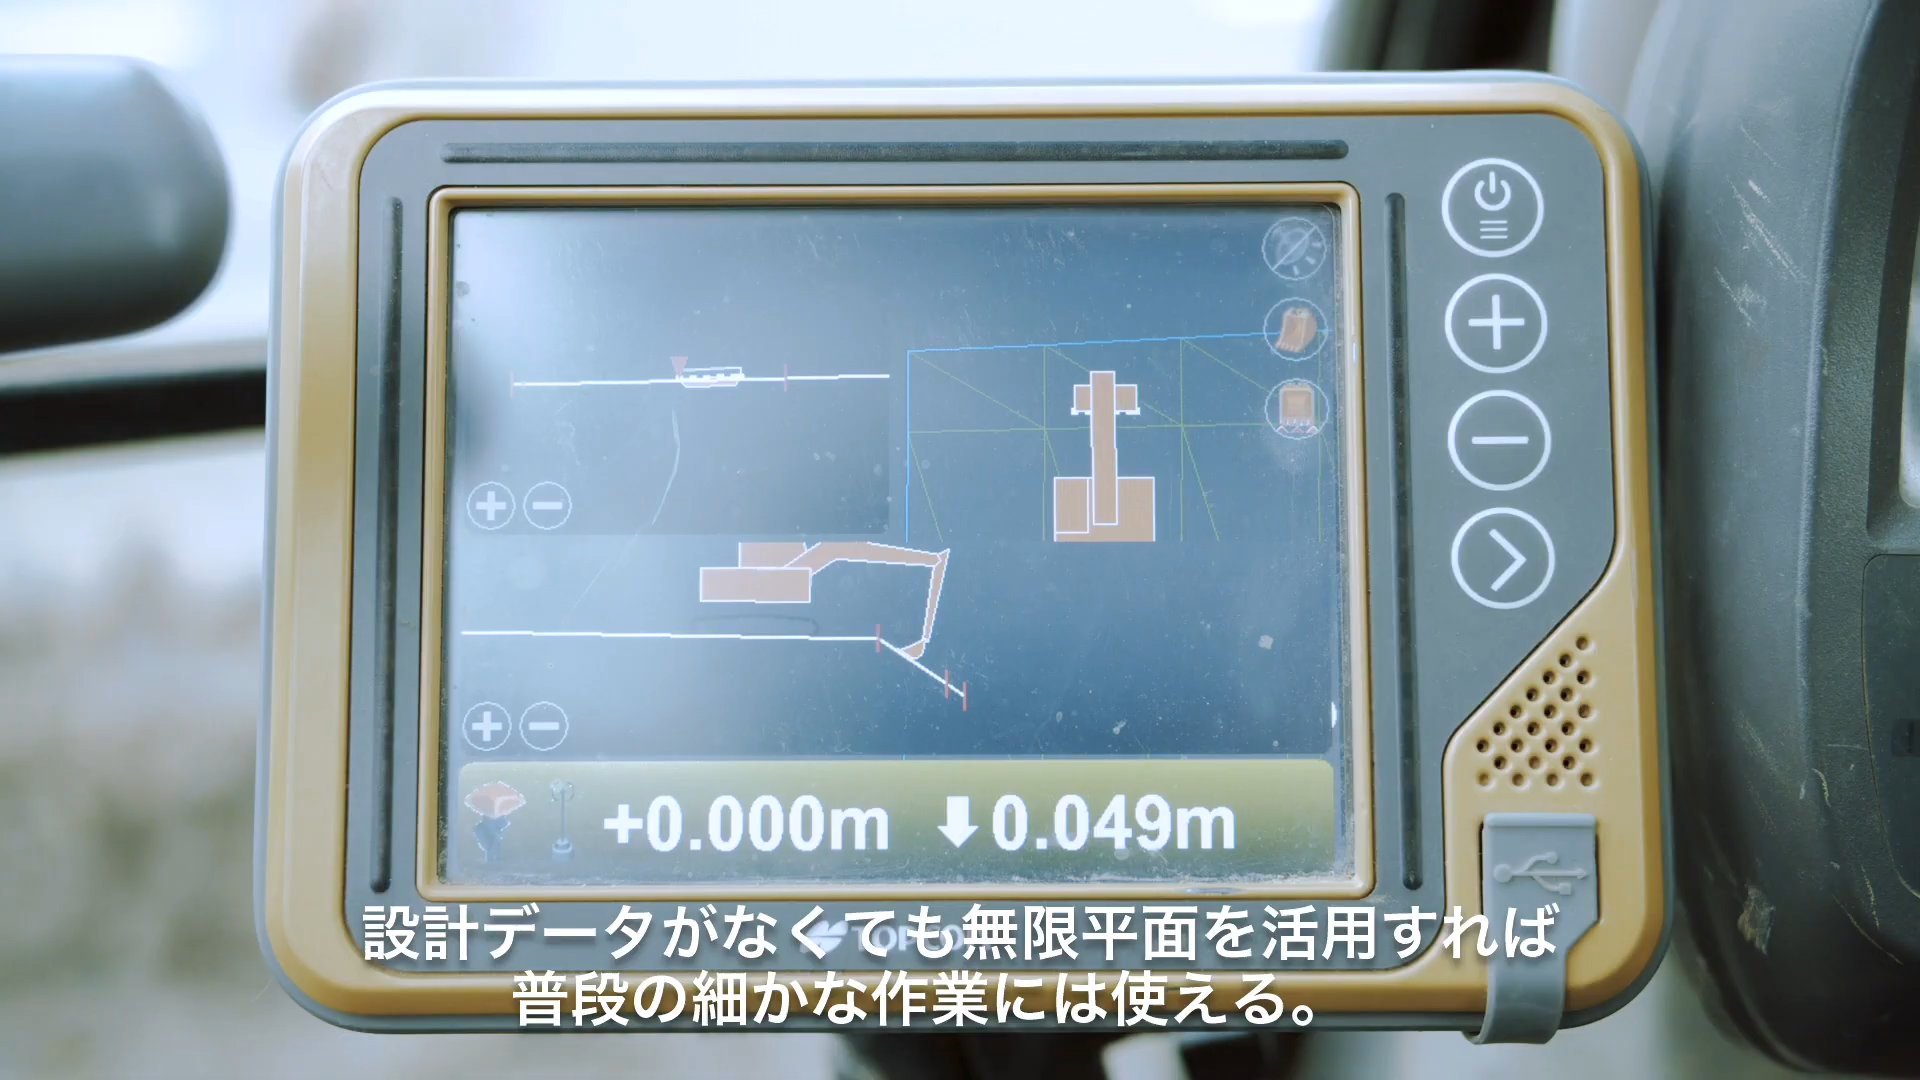 +0.000m ⬇0.049m
設計データがなくても無限平面を活用すれば
普段の細かな作業には使える。